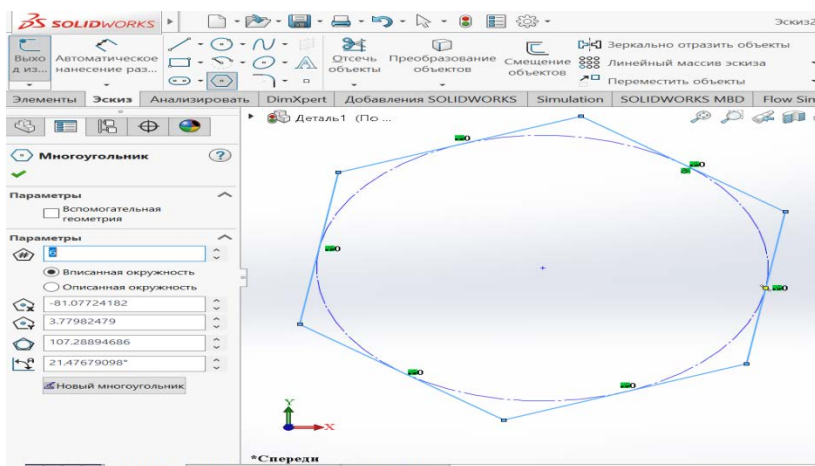 SOLIDWORKS
Эскиз2
Выхо
д из...
Автоматическое
нанесение раз...
Отсечь
объекты
Преобразование
объектов
Смещение
объектов
Зеркально отразить объекты
Линейный массив эскиза
Переместить объекты
Элементы Эскиз Анализировать DimXpert Добавления SOLIDWORKS Simulation SOLIDWORKS MBD Flow Sim
Деталь1 (По ...
Многоугольник
?
Параметры
Вспомогательная
геометрия
Параметры
6
Вписанная окружность
Описанная окружность
-81.07724182
3.77982479
107.28894686
21.47679098°
Новый многоугольник
Y
X
*Спереди